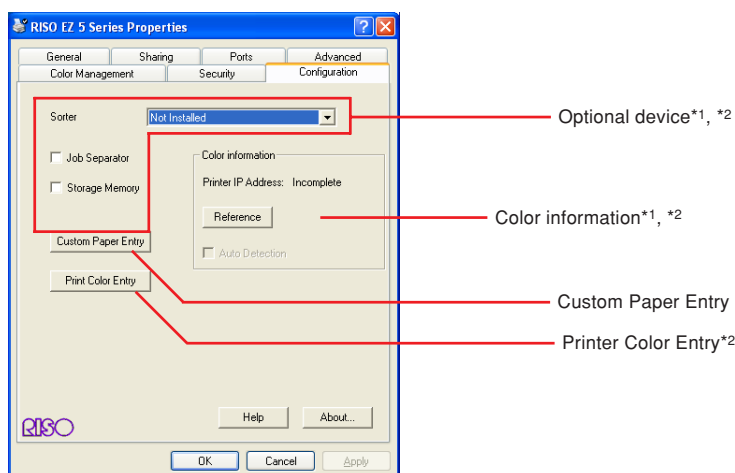 RISO EZ 5 Series Properties
General Sharing Ports Advanced
Color Management Security Configuration
Sorter Not Installed
Optional device*1, *2
Job Separator
Storage Memory
Color information
Printer IP Address: Incomplete
Reference
Auto Detection
Color information*1, *2
Custom Paper Entry
Print Color Entry
Custom Paper Entry
Printer Color Entry*2
RISO
Help About...
OK Cancel Apply